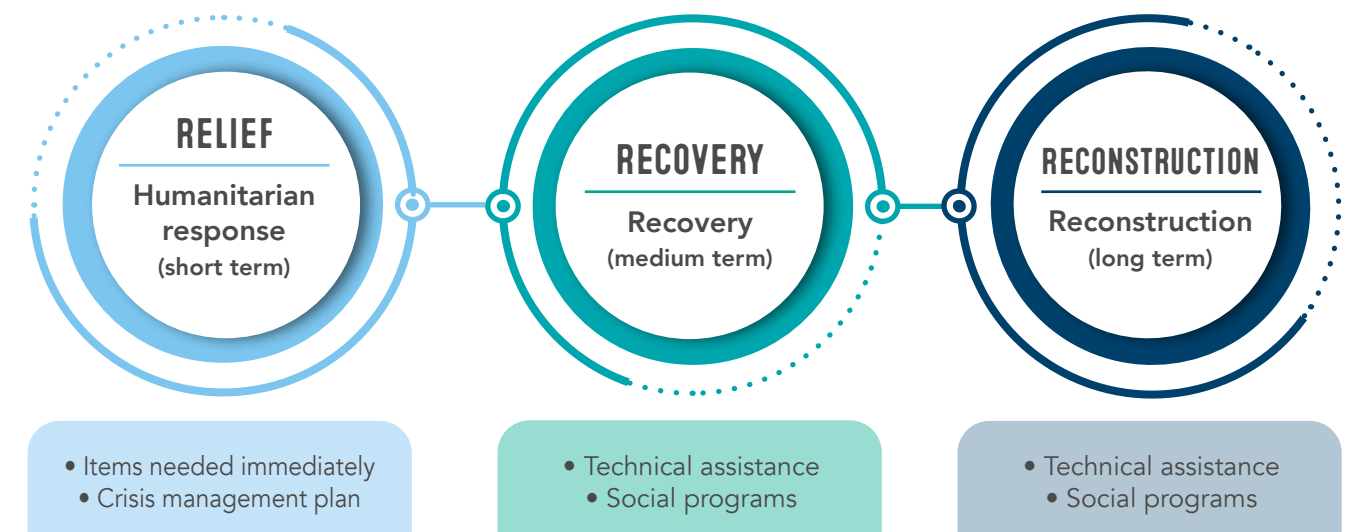 RELIEF
Humanitarian
response
(short term)
• Items needed immediately
• Crisis management plan
RECOVERY
Recovery
(medium term)
• Technical assistance
• Social programs
RECONSTRUCTION
Reconstruction
(long term)
• Technical assistance
• Social programs